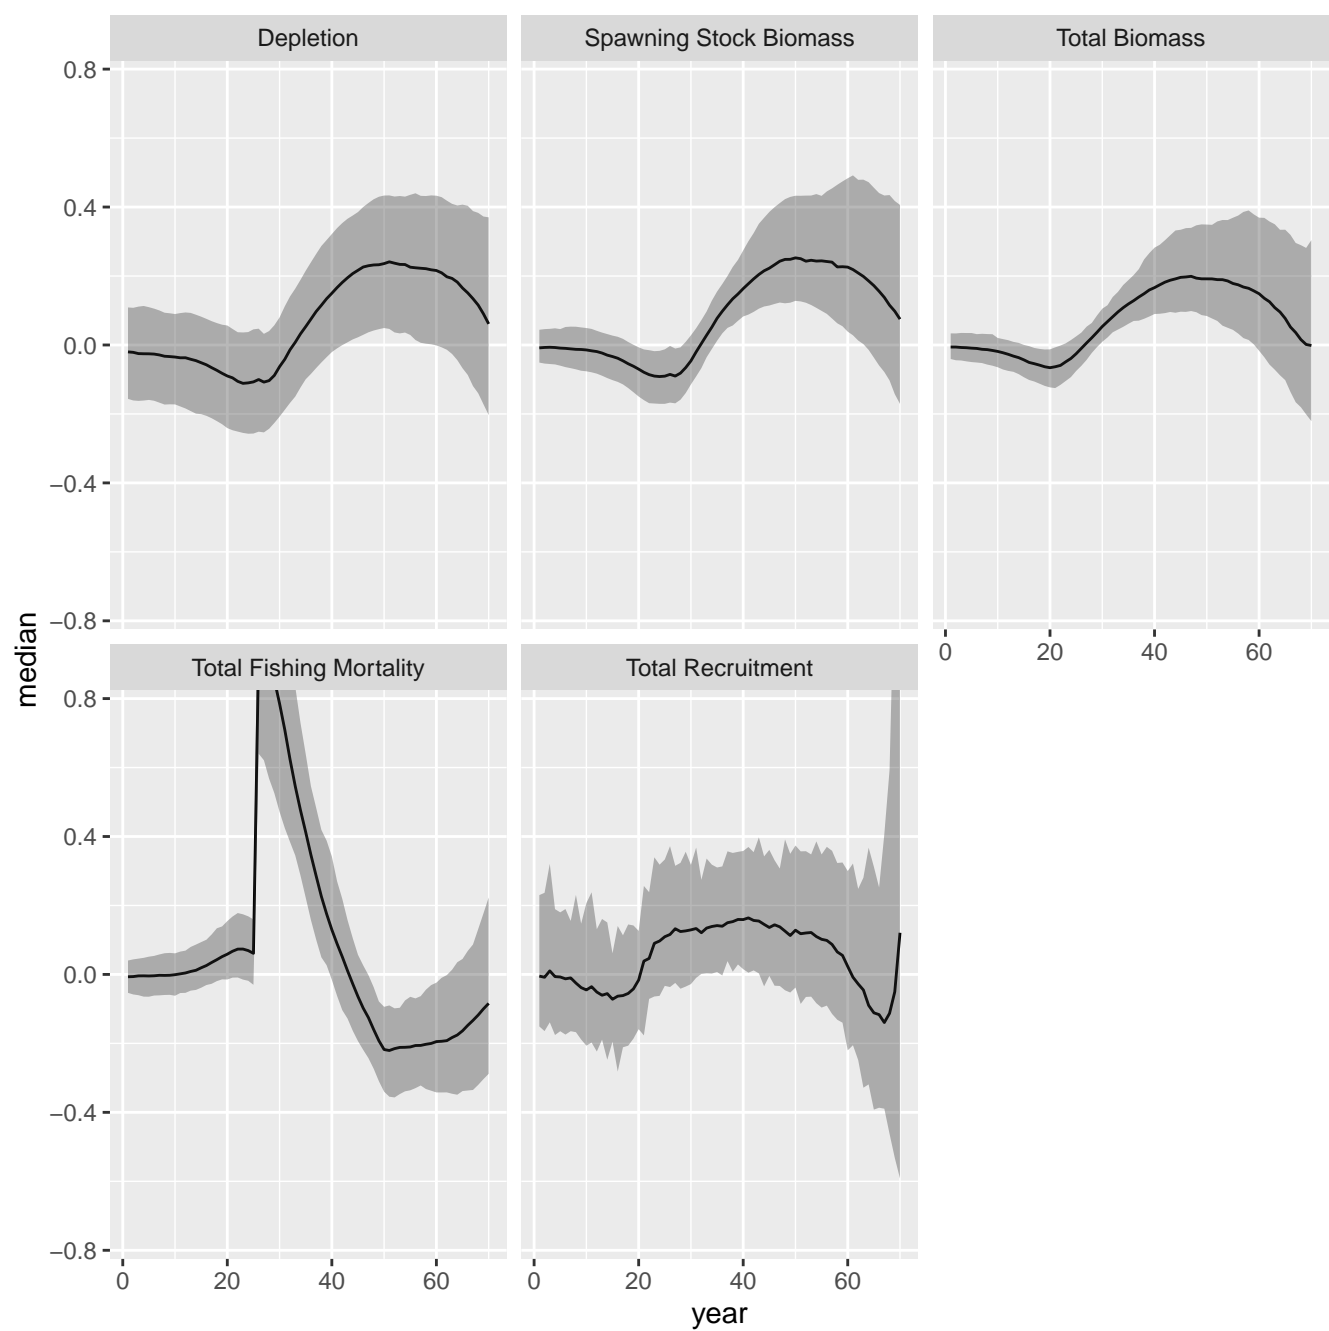 Depletion
Spawning Stock Biomass
Total Biomass
0.8
0.4
0.0
−0.4
−0.8
0 20 40 60
median
Total Fishing Mortality
Total Recruitment
0.8
0.4
0.0
−0.4
−0.8
0 20 40 60
0 20 40 60
year